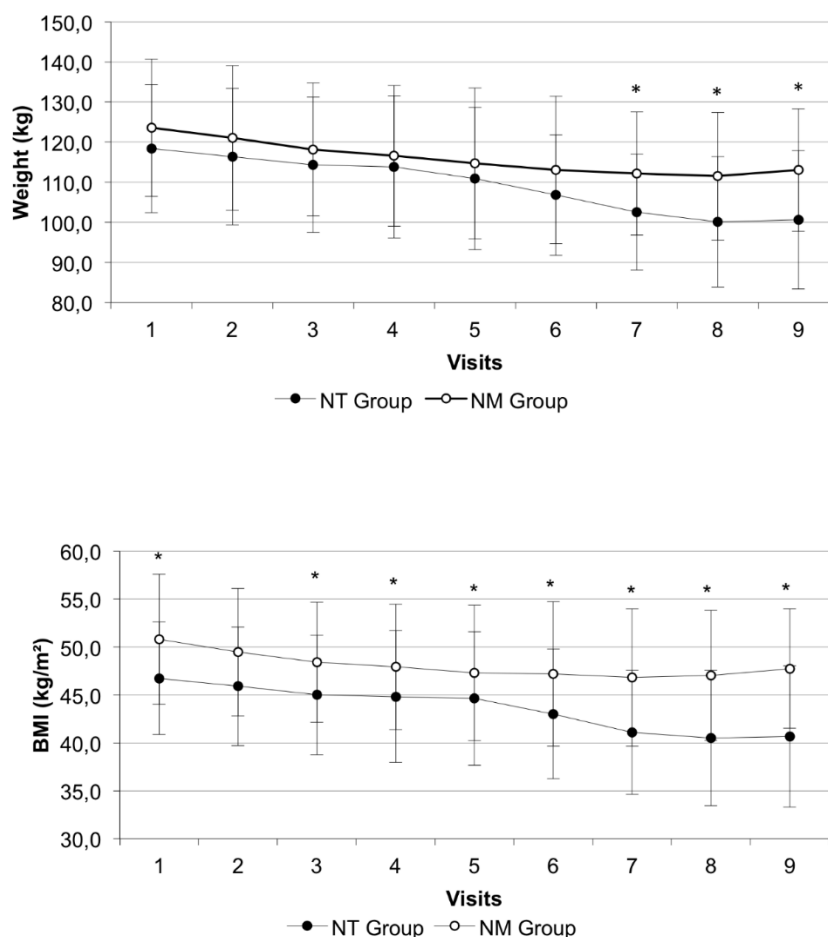 150,0
140,0
130,0
120,0
110,0
100,0
90,0
80,0
Weight (kg)
* * *
1 2 3 4 5 6 7 8 9
Visits
NT Group NM Group
60,0
55,0
50,0
45,0
40,0
35,0
30,0
BMI (kg/m²)
* * * * * * * *
1 2 3 4 5 6 7 8 9
Visits
NT Group NM Group